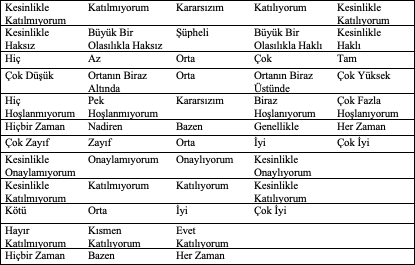 Kesinlikle Katılmıyorum Kararsızım Katılıyorum Kesinlikle
Katılmıyorum Katılıyorum
Kesinlikle Büyük Bir Şüpheli Büyük Bir Kesinlikle
Haksız Olasılıkla Haksız Olasılıkla Haklı Haklı
Hiç Az Orta Çok Tam
Çok Düşük Ortanın Biraz Orta Ortanın Biraz Çok Yüksek
Altında Üstünde
Hiç Pek Kararsızım Biraz Çok Fazla
Hoşlanmıyorum Hoşlanmıyorum Hoşlanıyorum Hoşlanıyorum
Hiçbir Zaman Nadiren Bazen Genellikle Her Zaman
Çok Zayıf Zayıf Orta İyi Çok İyi
Kesinlikle Onaylamıyorum Onaylıyorum Kesinlikle
Onaylamıyorum Onaylıyorum
Kesinlikle Katılmıyorum Katılıyorum Kesinlikle
Katılmıyorum Katılıyorum
Kötü Orta İyi Çok İyi
Hayır Kısmen Evet
Katılmıyorum Katılıyorum Katılıyorum
Hiçbir Zaman Bazen Her Zaman